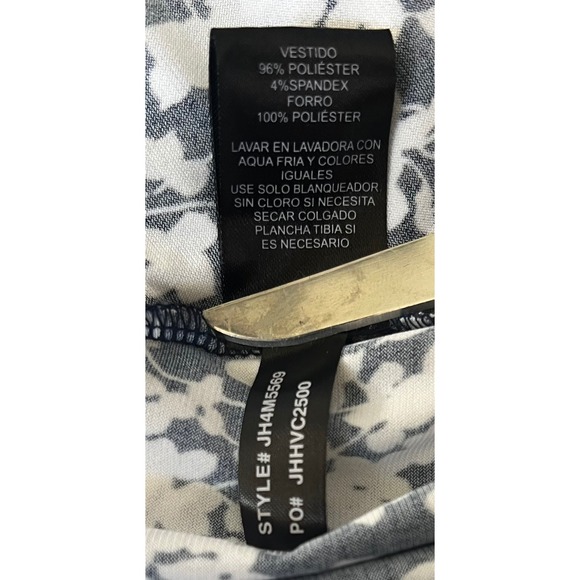 VESTIDO
96% POLIÉSTER
4%SPANDEX
FORRO
100% POLIÉSTER
LAVAR EN LAVADORA CON
AQUA FRIA Y COLORES
IGUALES
USE SOLO BLANQUEADOR
SIN CLORO SI NECESITA
SECAR COLGADO
PLANCHA TIBIA SI
ES NECESARIO
STYLE# JH4M5569
PO# JHHVC2500